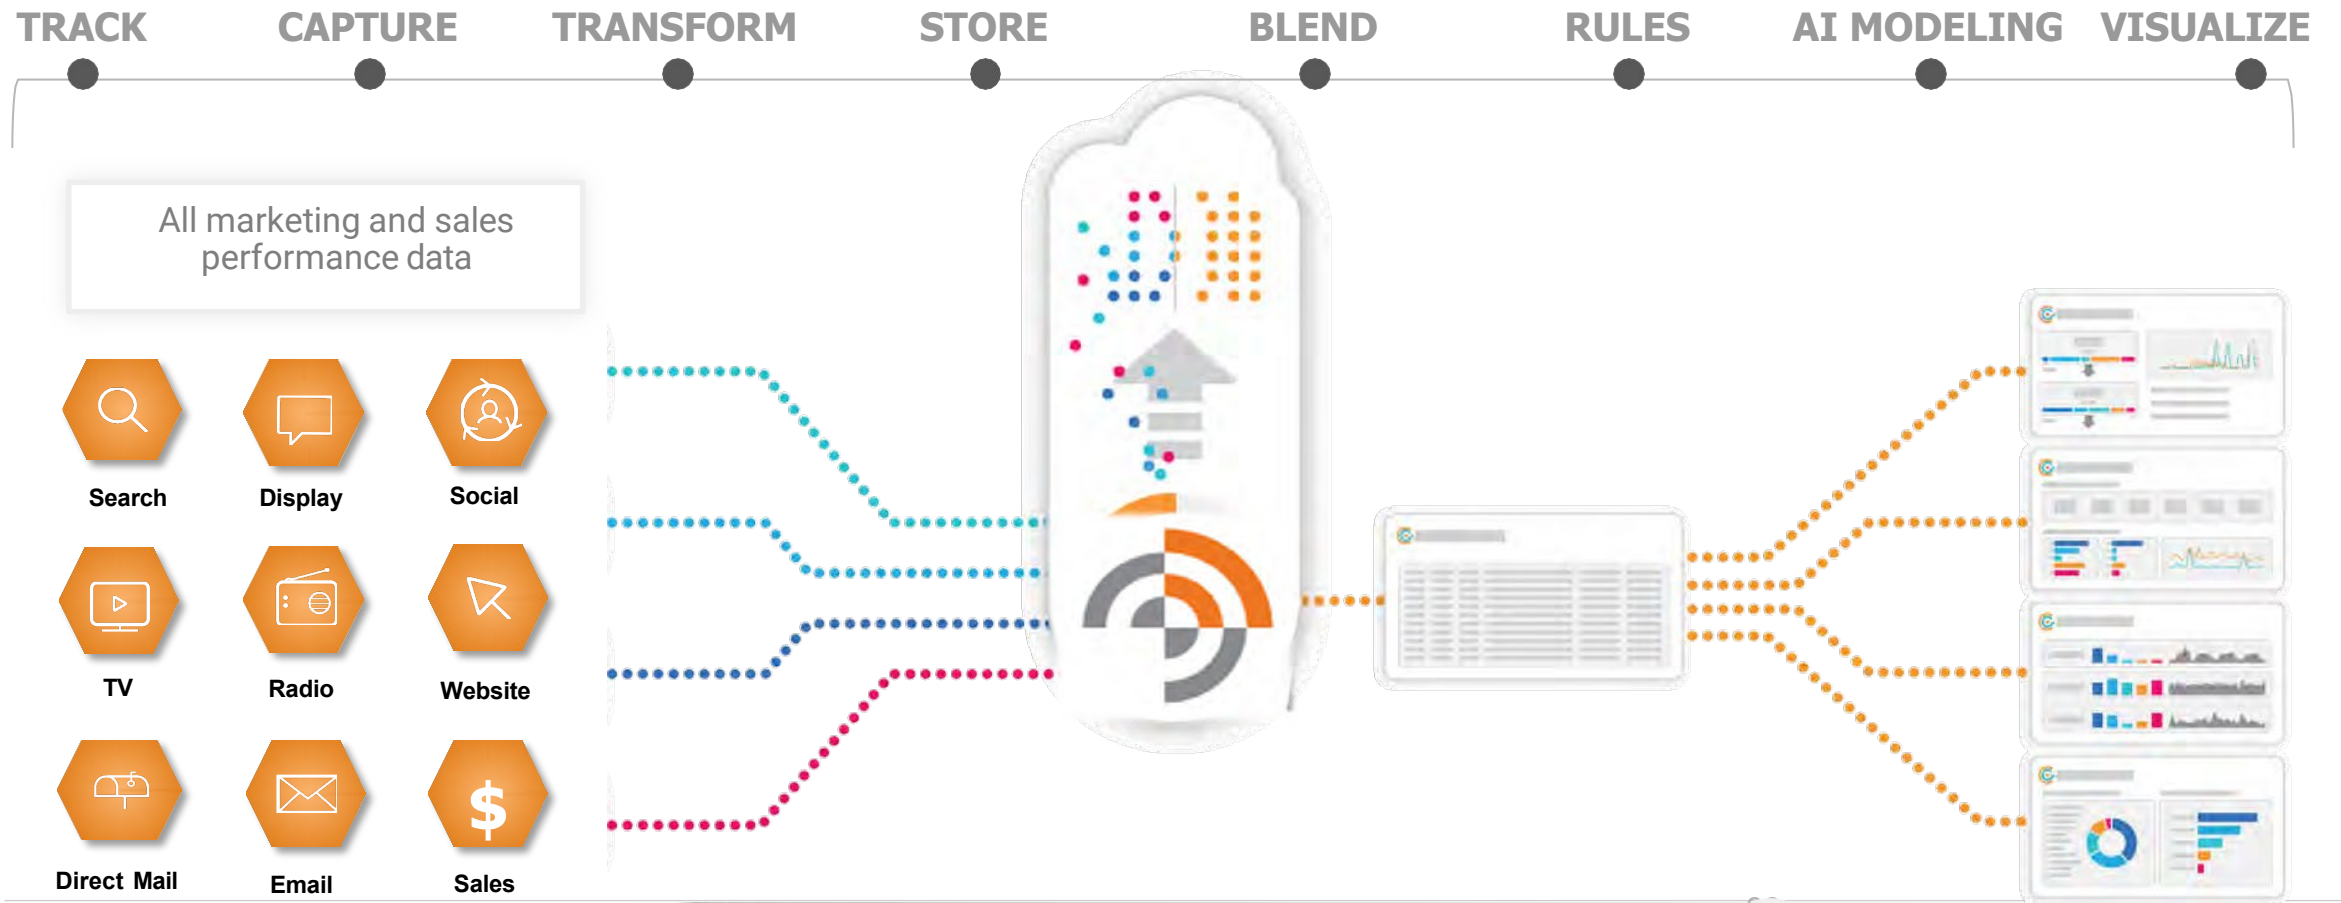 TRACK CAPTURE TRANSFORM STORE BLEND RULES AI MODELING VISUALIZE
All marketing and sales
performance data
Search Display Social
TV Radio Website
Direct Mail Email Sales